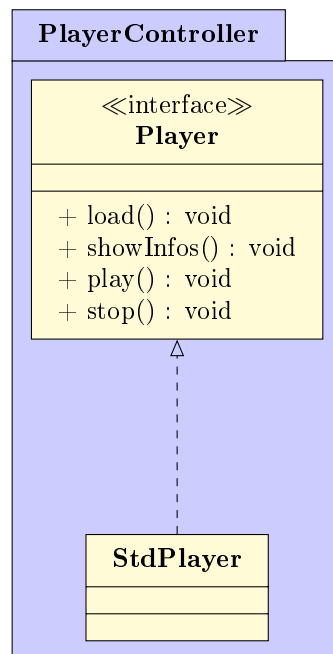 PlayerController
≪interface≫
Player
+ load() : void
+ showInfos() : void
+ play() : void
+ stop() : void
StdPlayer